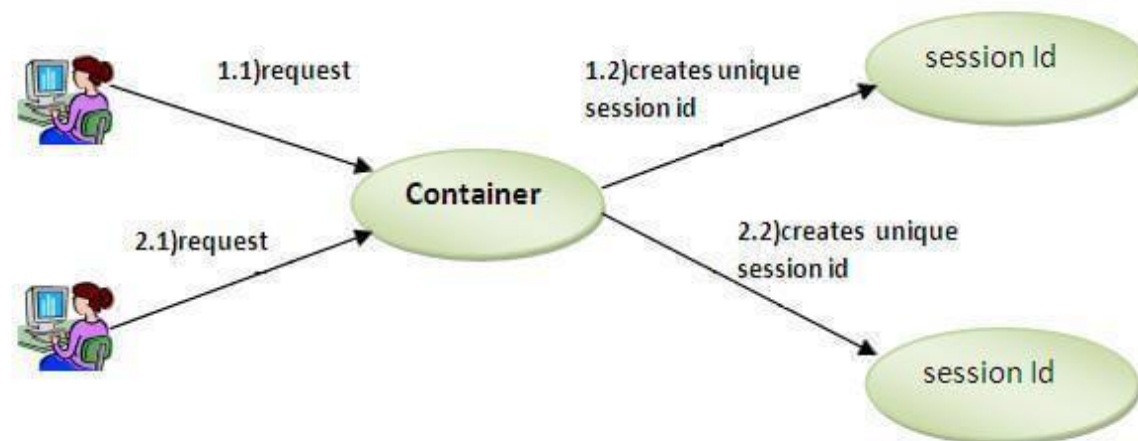 1.1)request
1.2)creates unique
session id
session Id
Container
2.1)request
2.2)creates unique
session id
session Id